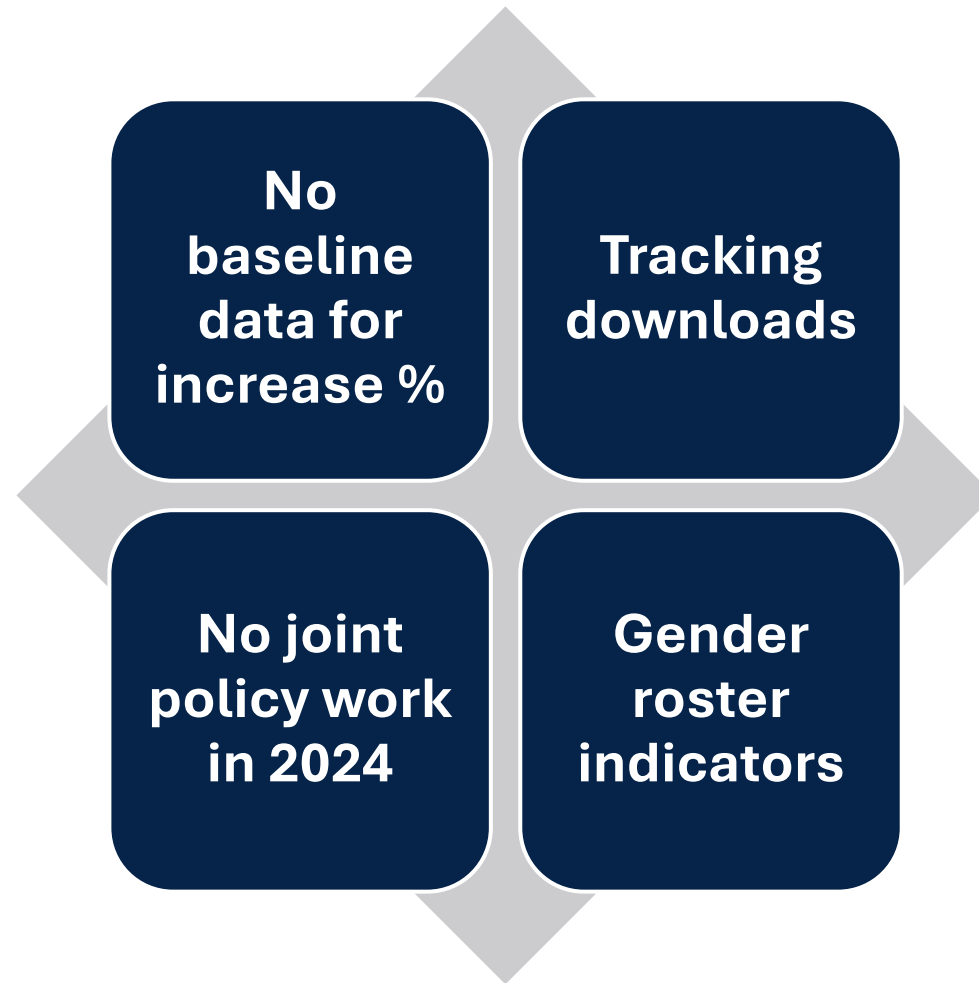 No
baseline
data for
increase %
Tracking
downloads
No joint
policy work
in 2024
Gender
roster
indicators